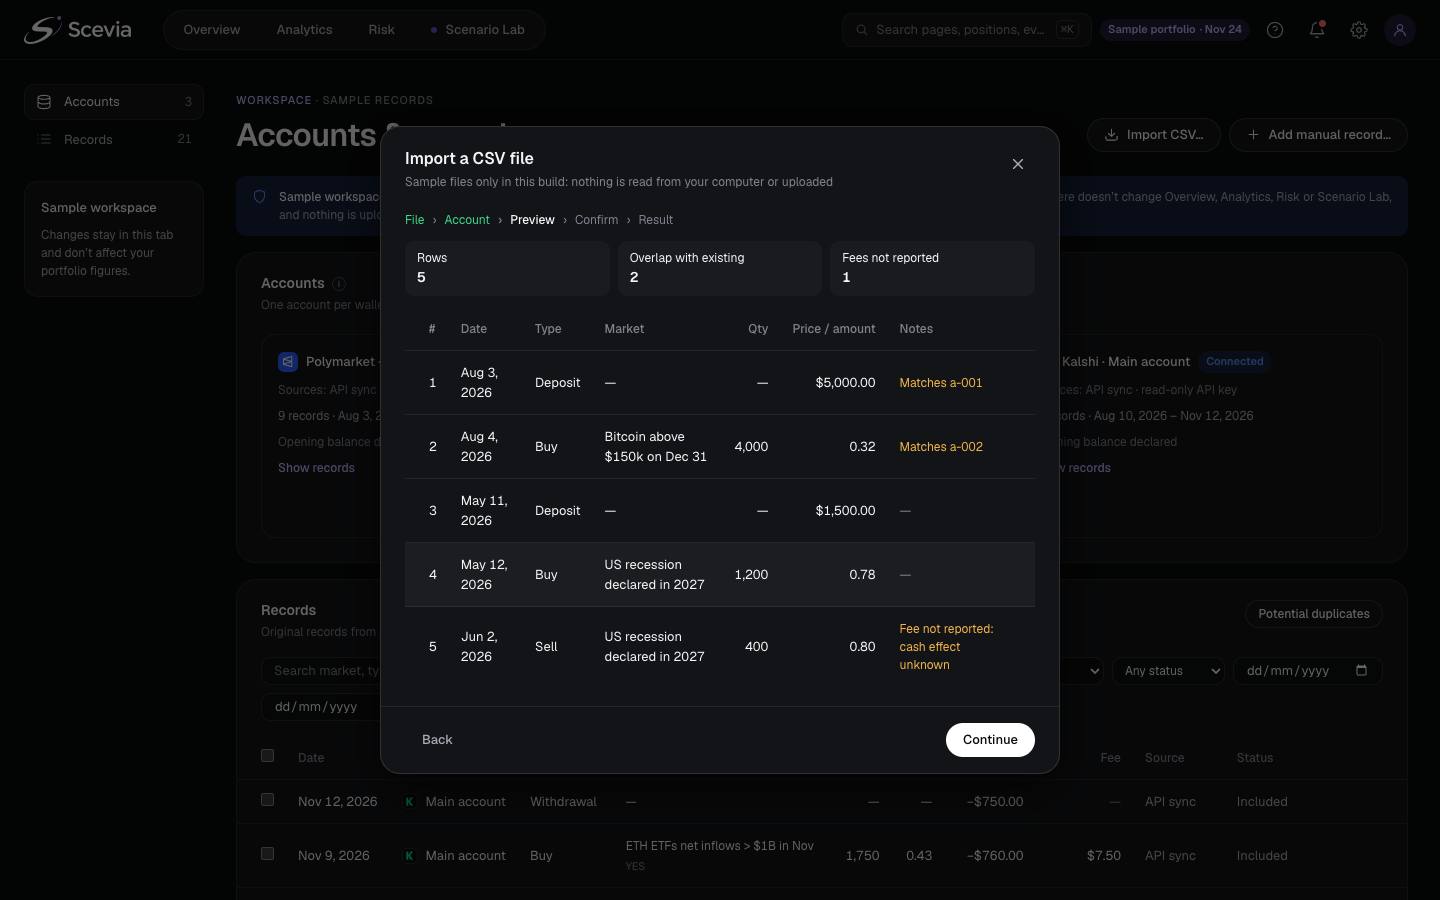 Scevia
Overview
Analytics
Risk
Scenario Lab
Search pages, positions, ev...
⌘K
Sample portfolio · Nov 24
Accounts 3
Records 21
Sample workspace
Changes stay in this tab
and don't affect your
portfolio figures.
WORKSPACE · SAMPLE RECORDS
Accounts
Import CSV...
Add manual record...
Sample workspace
ere doesn't change Overview, Analytics, Risk or Scenario Lab,
and nothing is uplo
Accounts
One account per walle
Polymarket ·
Sources: API sync
9 records · Aug 3, 2
Opening balance d
Show records
Kalshi · Main account
Connected
ces: API sync · read-only API key
ords · Aug 10, 2026 – Nov 12, 2026
ning balance declared
w records
Import a CSV file
Sample files only in this build: nothing is read from your computer or uploaded
File › Account › Preview › Confirm › Result
Rows
5
Overlap with existing
2
Fees not reported
1
# Date Type Market Qty Price / amount Notes
1 Aug 3, 2026 Deposit — — $5,000.00 Matches a-001
2 Aug 4, 2026 Buy Bitcoin above $150k on Dec 31 4,000 0.32 Matches a-002
3 May 11, 2026 Deposit — — $1,500.00 —
4 May 12, 2026 Buy US recession declared in 2027 1,200 0.78 —
5 Jun 2, 2026 Sell US recession declared in 2027 400 0.80 Fee not reported: cash effect unknown
Back
Continue
Records
Original records from
Potential duplicates
Search market, ty
Any status
dd/mm/yyyy
dd/mm/yyyy
Date
Fee
Source
Status
Nov 12, 2026 K Main account Withdrawal — — — −$750.00 — API sync Included
Nov 9, 2026 K Main account Buy ETH ETFs net inflows > $1B in Nov 1,750 0.43 −$760.00 $7.50 API sync Included
YES